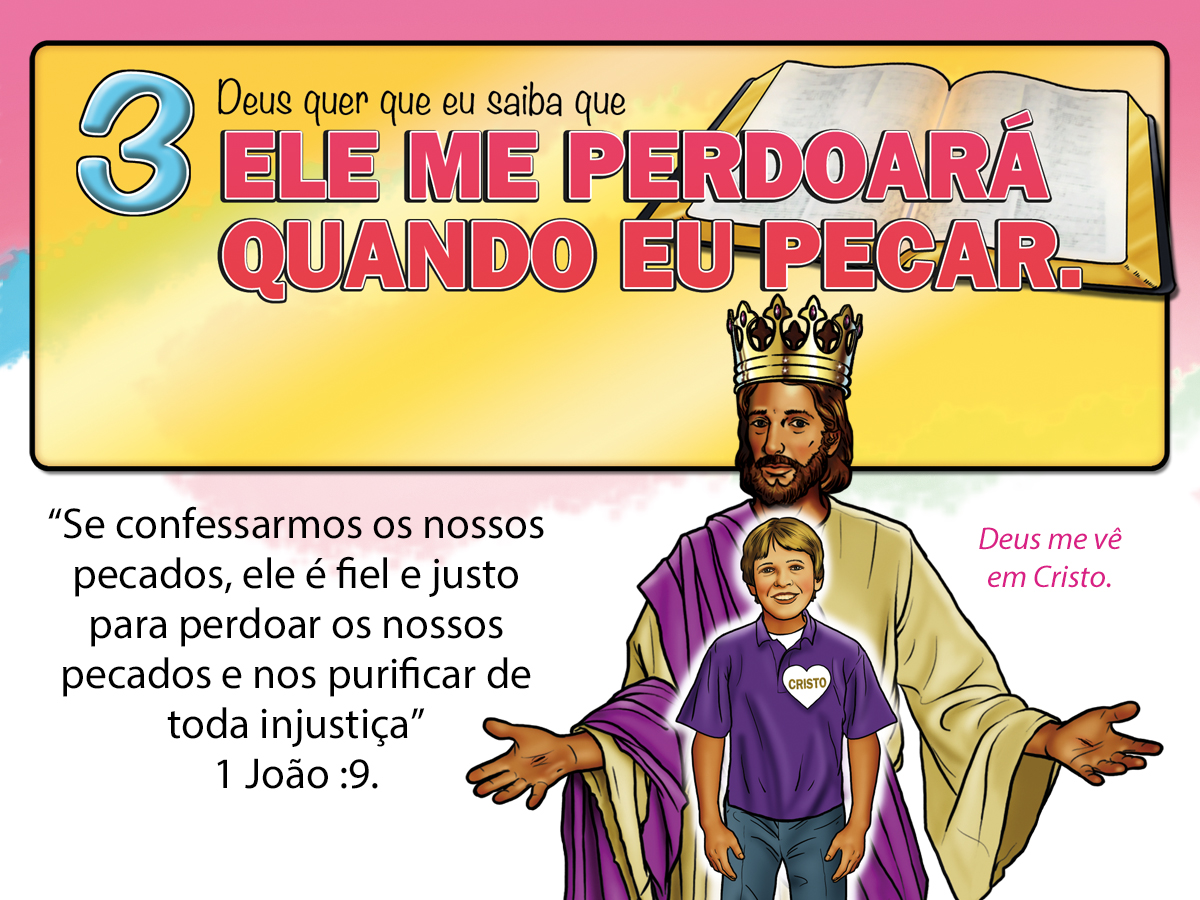 3
Deus quer que eu saiba que
ELE ME PERDOARÁ
QUANDO EU PECAR.
“Se confessarmos os nossos
pecados, ele é fiel e justo
para perdoar os nossos
pecados e nos purificar de
toda injustiça”
1 João :9.
Deus me vê
em Cristo.
CRISTO